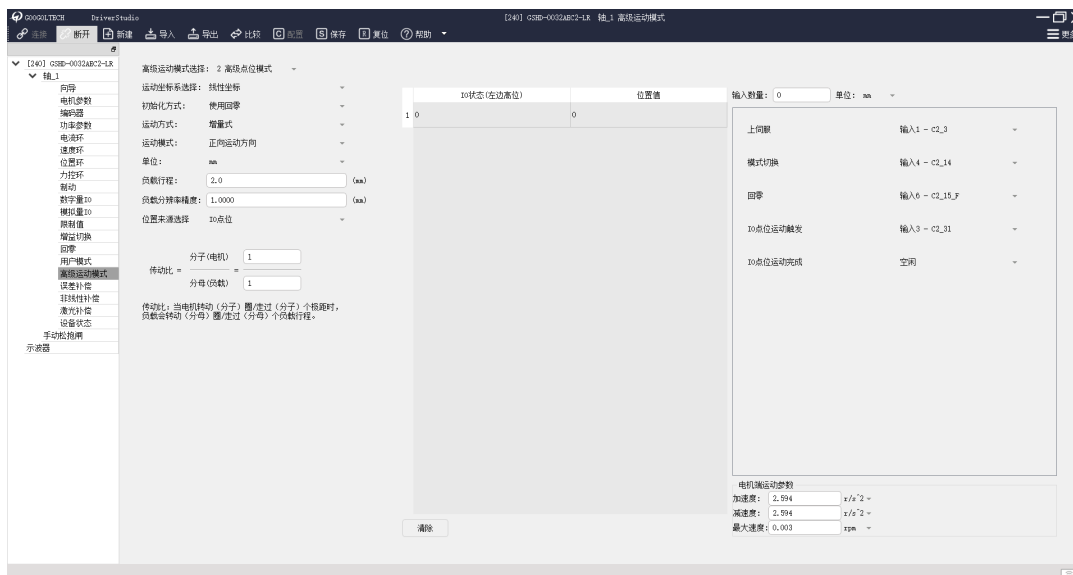 GOOGOLTECH DriverStudio [240] GSHD-0032ABC2-LR 轴_1 高级运动模式
连接 断开 新建 导入 导出 比较 C 配置 S 保存 R 复位 帮助 更多
[240] GSHD-0032ABC2-LR
轴_1
向导
电机参数
编码器
功率参数
电流环
速度环
位置环
力控环
制动
数字量IO
模拟量IO
限制值
增益切换
回零
用户模式
高级运动模式
误差补偿
非线性补偿
激光补偿
设备状态
手动松抱闸
示波器
高级运动模式选择: 2 高级点位模式
运动坐标系选择: 线性坐标
初始化方式: 使用回零
运动方式: 增量式
运动模式: 正向运动方向
单位: mm
负载行程: 2.0 (mm)
负载分辨率精度: 1.0000 (mm)
位置来源选择 IO点位
分子(电机) 1
传动比 = =
分母(负载) 1
传动比: 当电机转动 (分子) 圈/走过 (分子) 个极距时,
负载会转动 (分母) 圈/走过 (分母) 个负载行程。
IO状态(左边高位) 位置值
1 0 0
清除
输入数量: 0 单位: mm
上伺服 输入1 - C2_3
模式切换 输入4 - C2_14
回零 输入6 - C2_15_F
IO点位运动触发 输入3 - C2_31
IO点位运动完成 空闲
电机端运动参数
加速度: 2.594 r/s^2
减速度: 2.594 r/s^2
最大速度: 0.003 rpm